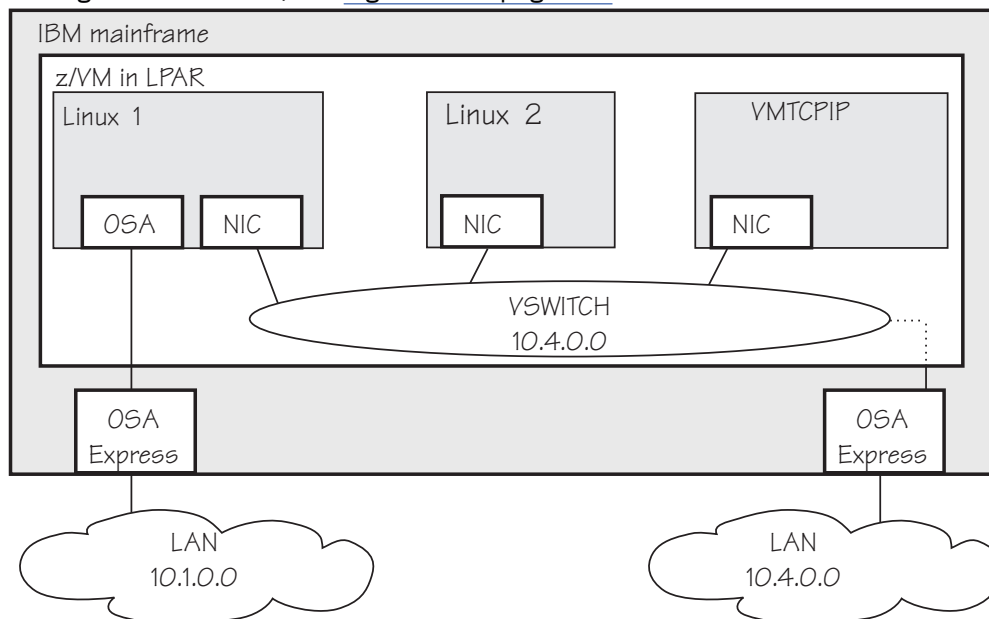 IBM mainframe
z/VM in LPAR
Linux 1
Linux 2
VMTCPIP
OSA
NIC
NIC
NIC
VSWITCH
10.4.0.0
OSA
Express
OSA
Express
LAN
10.1.0.0
LAN
10.4.0.0